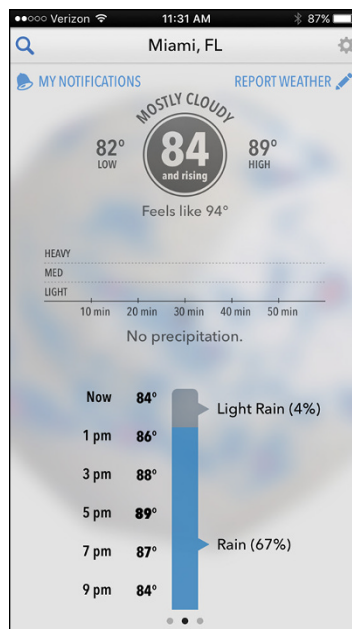 Verizon 11:31 AM 87%
Miami, FL
MY NOTIFICATIONS REPORT WEATHER
MOSTLY CLOUDY
82° 84 89°
LOW and rising HIGH
Feels like 94°
HEAVY
MED
LIGHT
10 min 20 min 30 min 40 min 50 min
No precipitation.
Now 84°
Light Rain (4%)
1 pm 86°
3 pm 88°
5 pm 89°
Rain (67%)
7 pm 87°
9 pm 84°